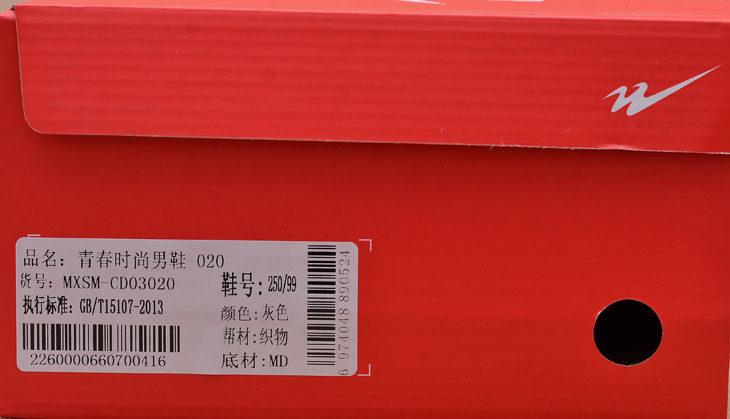 品名: 青春时尚男鞋-020
货号: MXSM-CD03020
鞋号: 250/99
执行标准: GB/T15107-2013
颜色:灰色
帮材:织物
底材:MD
2260000660700416
6 974048 890524